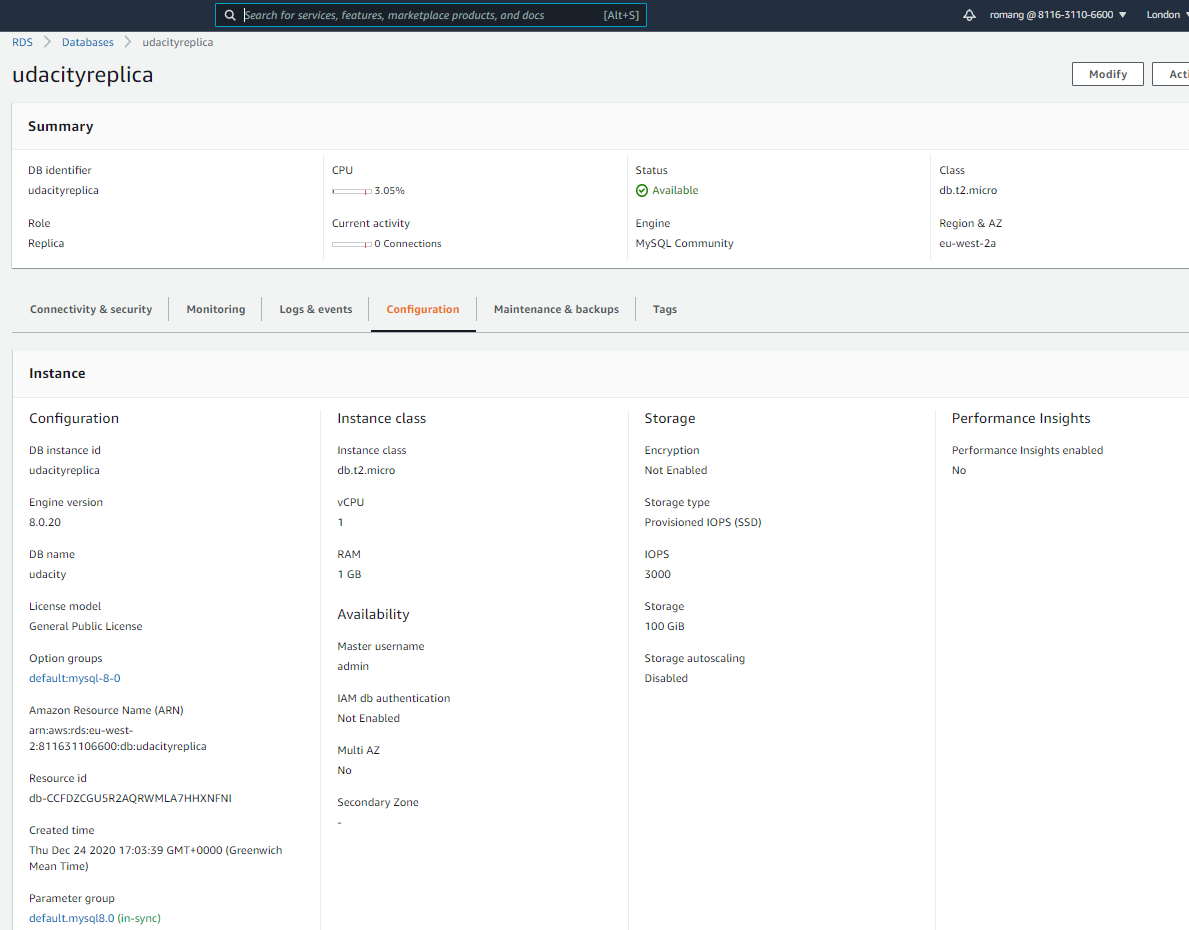 Search for services, features, marketplace products, and docs [Alt+S]
romang @ 8116-3110-6600 ▼ London
RDS > Databases > udacityreplica
udacityreplica
Modify
Acti
Summary
DB identifier
udacityreplica
Role
Replica
CPU
3.05%
Current activity
0 Connections
Status
Available
Engine
MySQL Community
Class
db.t2.micro
Region & AZ
eu-west-2a
Connectivity & security
Monitoring
Logs & events
Configuration
Maintenance & backups
Tags
Instance
Configuration
DB instance id
udacityreplica
Engine version
8.0.20
DB name
udacity
License model
General Public License
Option groups
default:mysql-8-0
Amazon Resource Name (ARN)
arn:aws:rds:eu-west-
2:811631106600:db:udacityreplica
Resource id
db-CCFDZCGU5R2AQRWMLA7HHXNFNI
Created time
Thu Dec 24 2020 17:03:39 GMT+0000 (Greenwich
Mean Time)
Parameter group
default.mysql8.0 (in-sync)
Instance class
Instance class
db.t2.micro
vCPU
1
RAM
1 GB
Availability
Master username
admin
IAM db authentication
Not Enabled
Multi AZ
No
Secondary Zone
-
Storage
Encryption
Not Enabled
Storage type
Provisioned IOPS (SSD)
IOPS
3000
Storage
100 GiB
Storage autoscaling
Disabled
Performance Insights
Performance Insights enabled
No